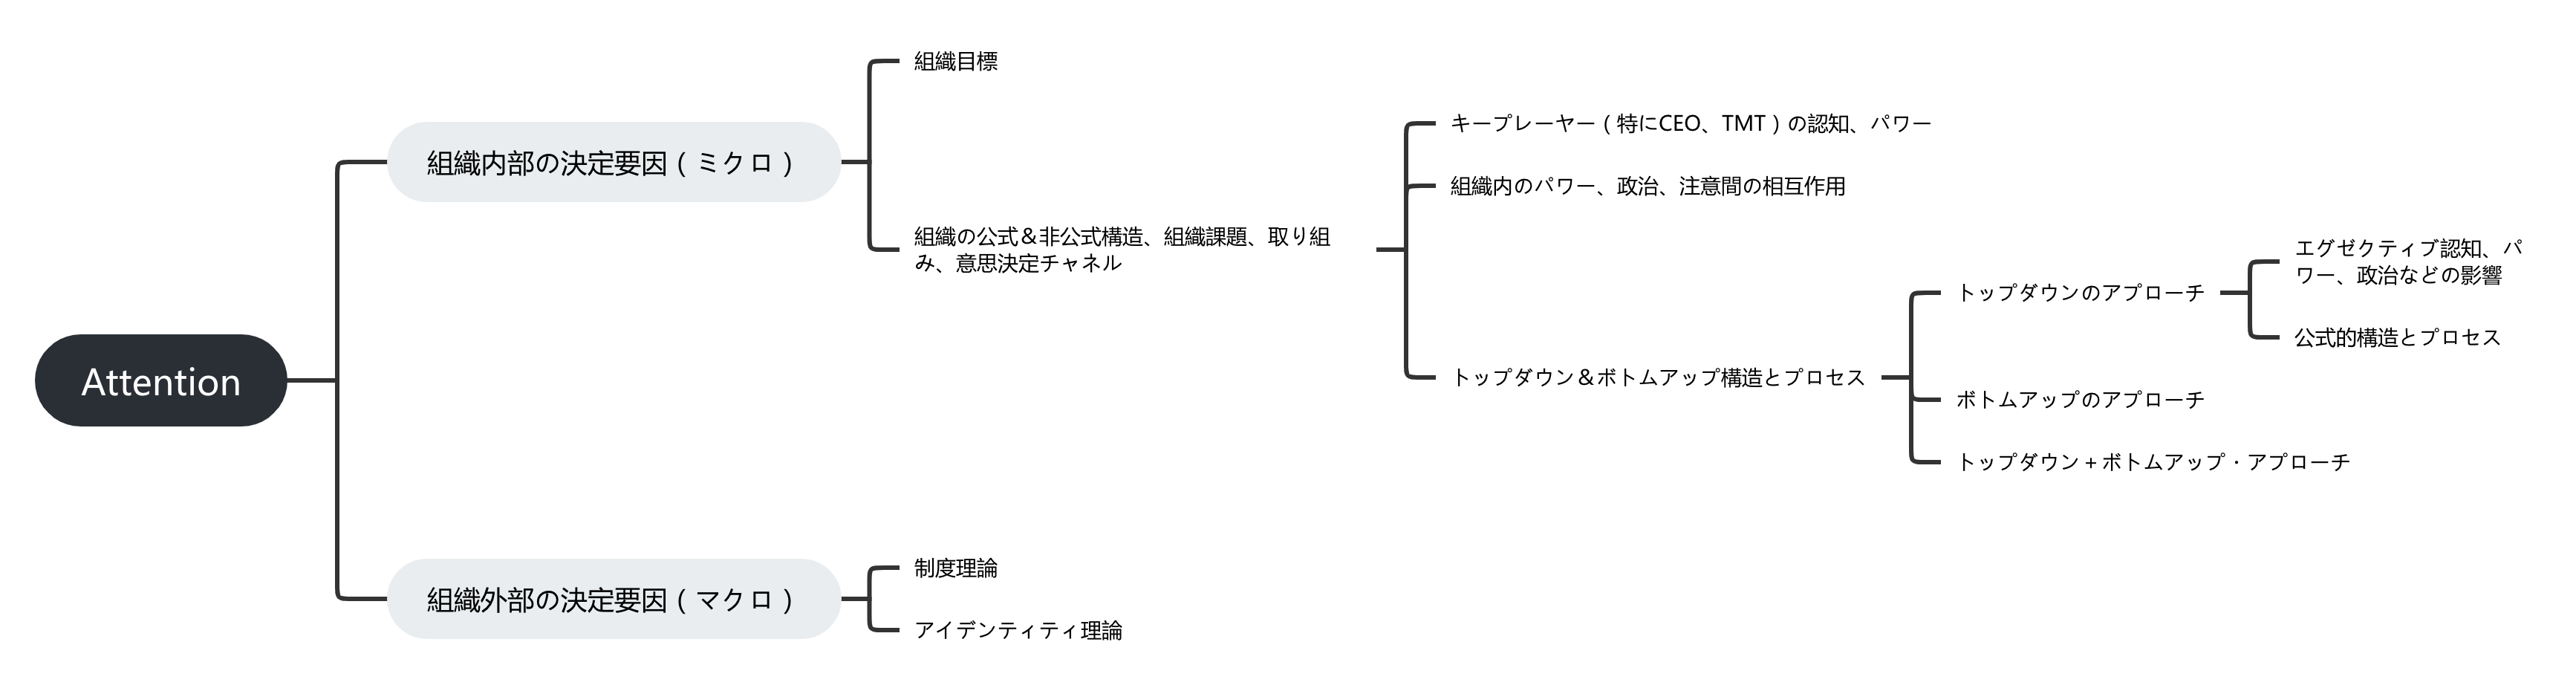 Attention
組織内部の決定要因（ミクロ）
組織目標
組織の公式＆非公式構造、組織課題、取り組
み、意思決定チャネル
キープレーヤー（特にCEO、TMT）の認知、パワー
組織内のパワー、政治、注意間の相互作用
トップダウン＆ボトムアップ構造とプロセス
トップダウンのアプローチ
エグゼクティブ認知、パ
ワー、政治などの影響
公式的構造とプロセス
ボトムアップのアプローチ
トップダウン＋ボトムアップ・アプローチ
組織外部の決定要因（マクロ）
制度理論
アイデンティティ理論